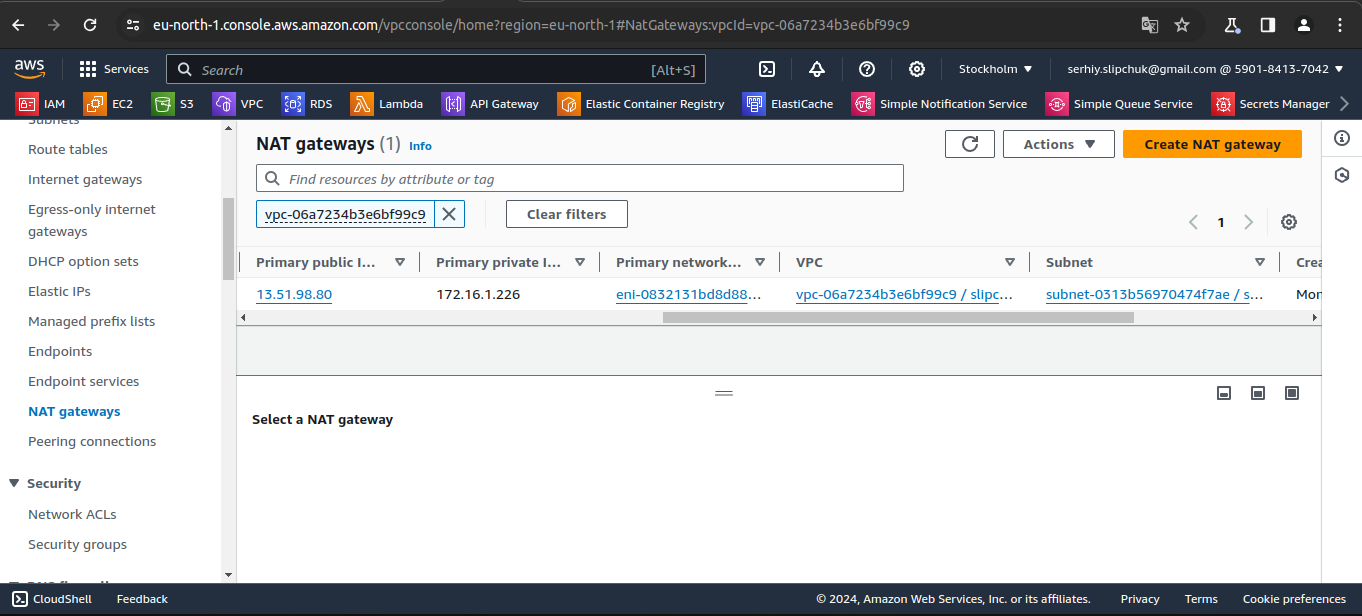 eu-north-1.console.aws.amazon.com/vpcconsole/home?region=eu-north-1#NatGateways:vpcId=vpc-06a7234b3e6bf99c9
aws Services Search [Alt+S] Stockholm serhiy.slipchuk@gmail.com @ 5901-8413-7042
IAM EC2 S3 VPC RDS Lambda API Gateway Elastic Container Registry ElastiCache Simple Notification Service Simple Queue Service Secrets Manager
Subnets
Route tables
Internet gateways
Egress-only internet
gateways
DHCP option sets
Elastic IPs
Managed prefix lists
Endpoints
Endpoint services
NAT gateways
Peering connections
Security
Network ACLs
Security groups
NAT gateways (1) Info
Actions
Create NAT gateway
Find resources by attribute or tag
vpc-06a7234b3e6bf99c9
Clear filters
1
Primary public I... Primary private I... Primary network... VPC Subnet Crea
13.51.98.80 172.16.1.226 eni-0832131bd8d88... vpc-06a7234b3e6bf99c9 / slipc... subnet-0313b56970474f7ae / s... Mon
Select a NAT gateway
CloudShell Feedback © 2024, Amazon Web Services, Inc. or its affiliates. Privacy Terms Cookie preferences